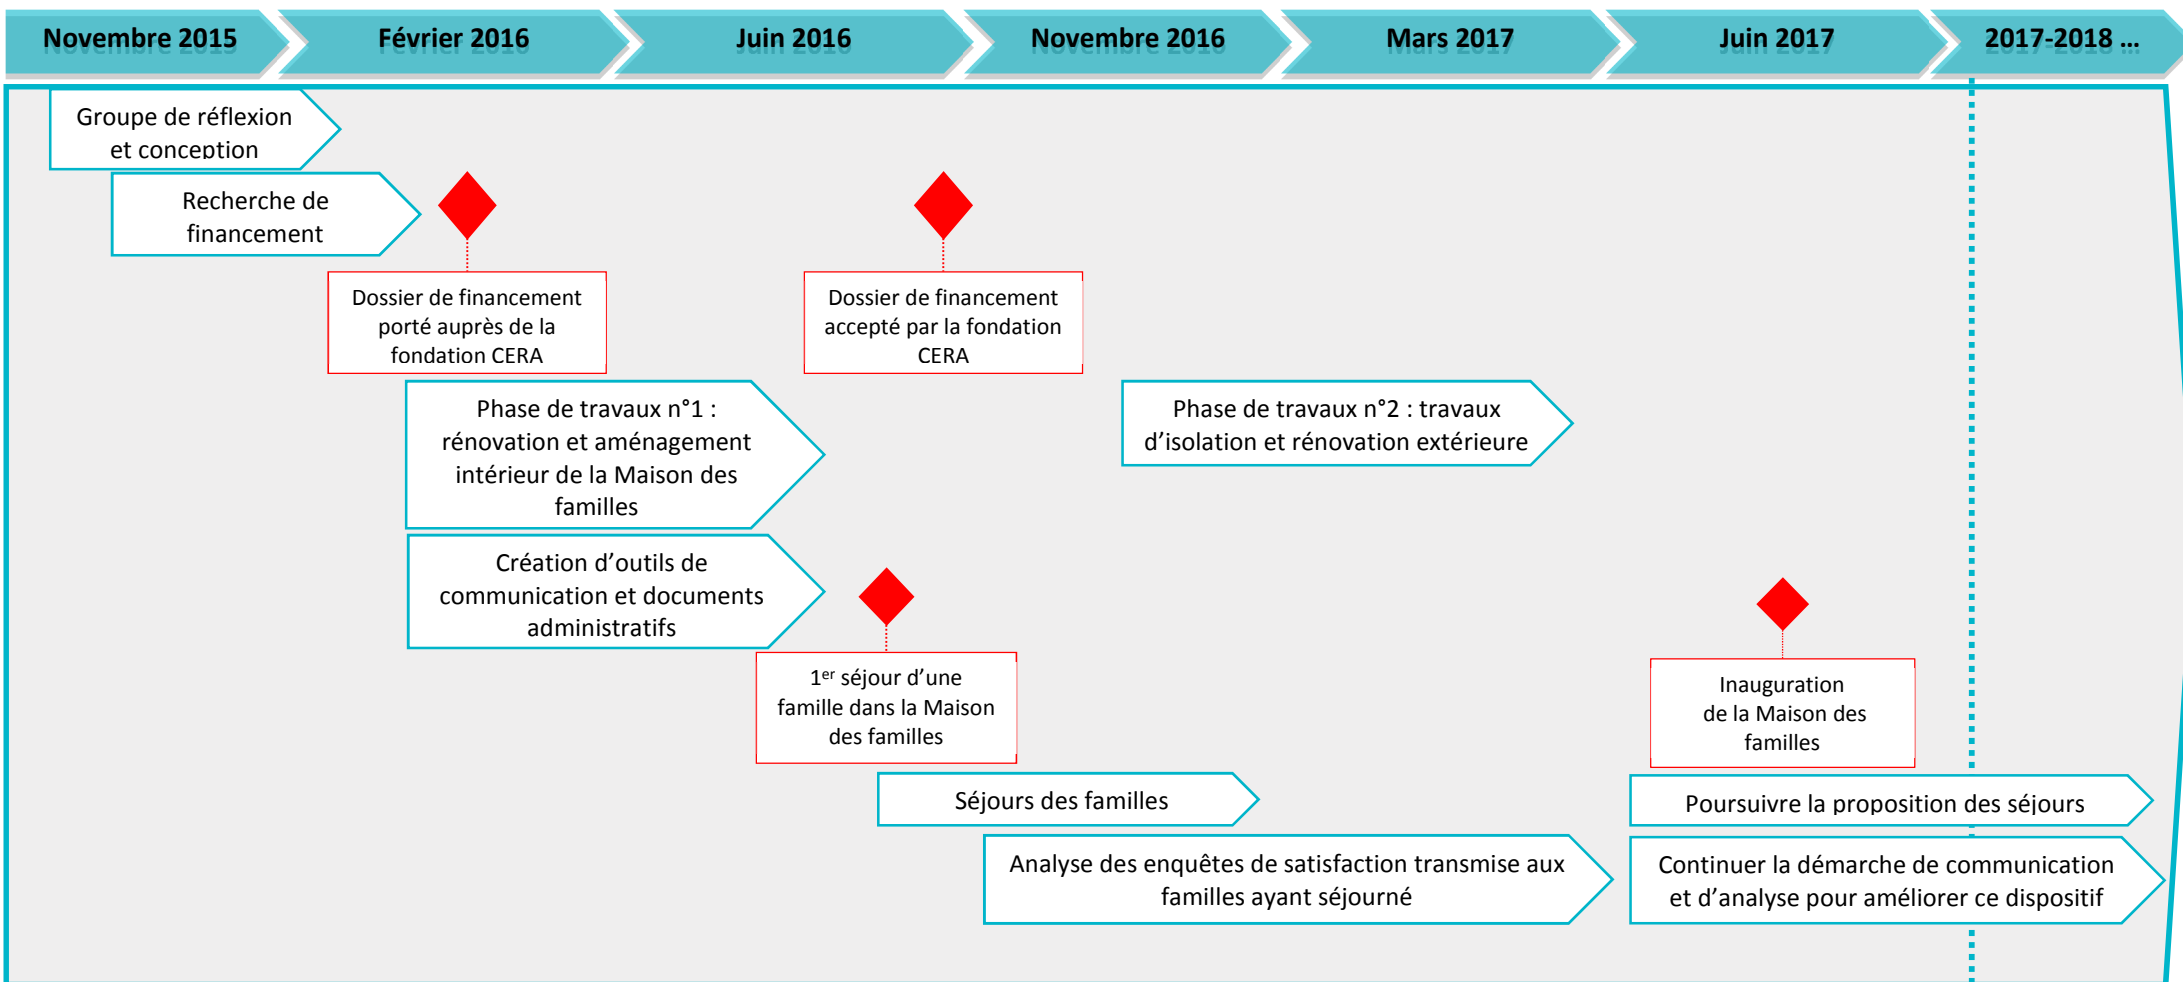 Novembre 2015
Février 2016
Juin 2016
Novembre 2016
Mars 2017
Juin 2017
2017-2018 ...
Groupe de réflexion
et conception
Recherche de
financement
Dossier de financement
porté auprès de la
fondation CERA
Dossier de financement
accepté par la fondation
CERA
Phase de travaux n°1 :
rénovation et aménagement
intérieur de la Maison des
familles
Phase de travaux n°2 : travaux
d’isolation et rénovation extérieure
Création d’outils de
communication et documents
administratifs
1er séjour d’une
famille dans la Maison
des familles
Inauguration
de la Maison des
familles
Séjours des familles
Poursuivre la proposition des séjours
Analyse des enquêtes de satisfaction transmise aux
familles ayant séjourné
Continuer la démarche de communication
et d’analyse pour améliorer ce dispositif